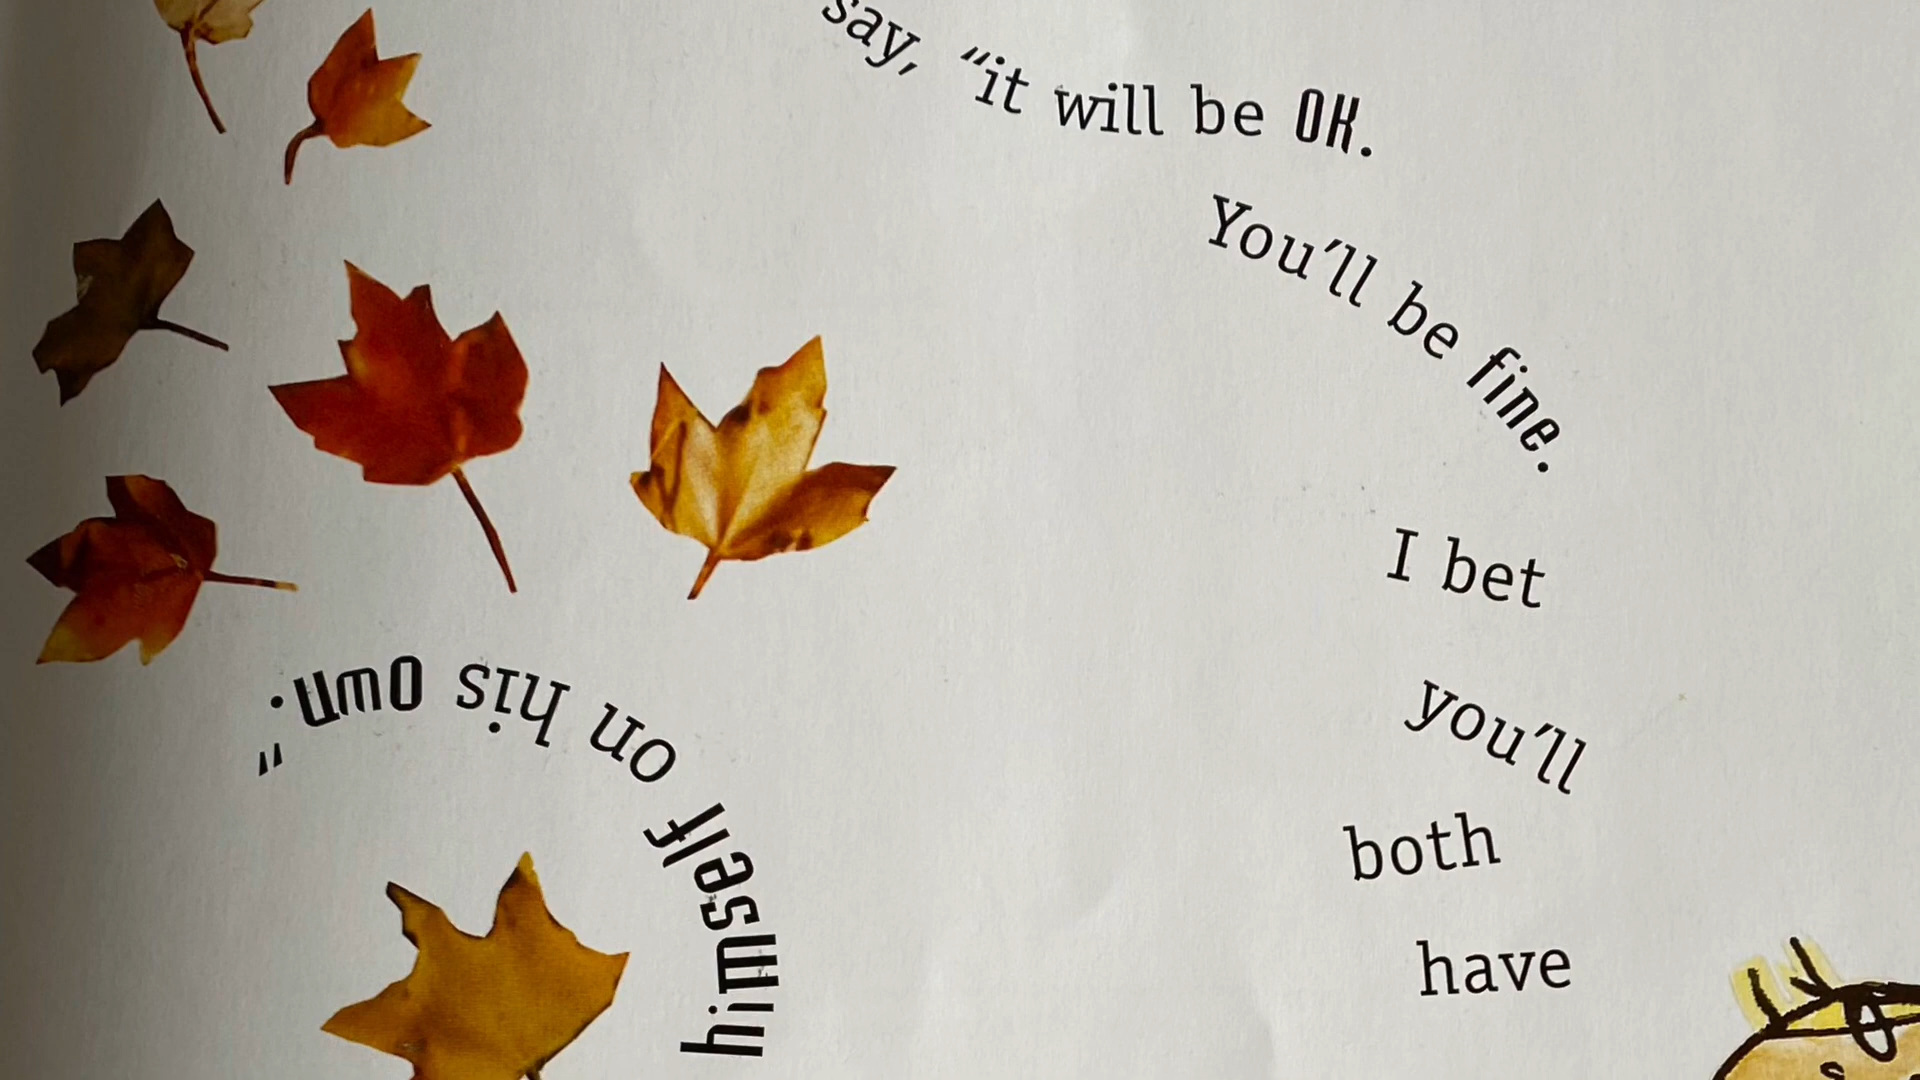 say, “it will be OK.
You’ll be fine.
I bet
you’ll
both
have
himself on his own.”